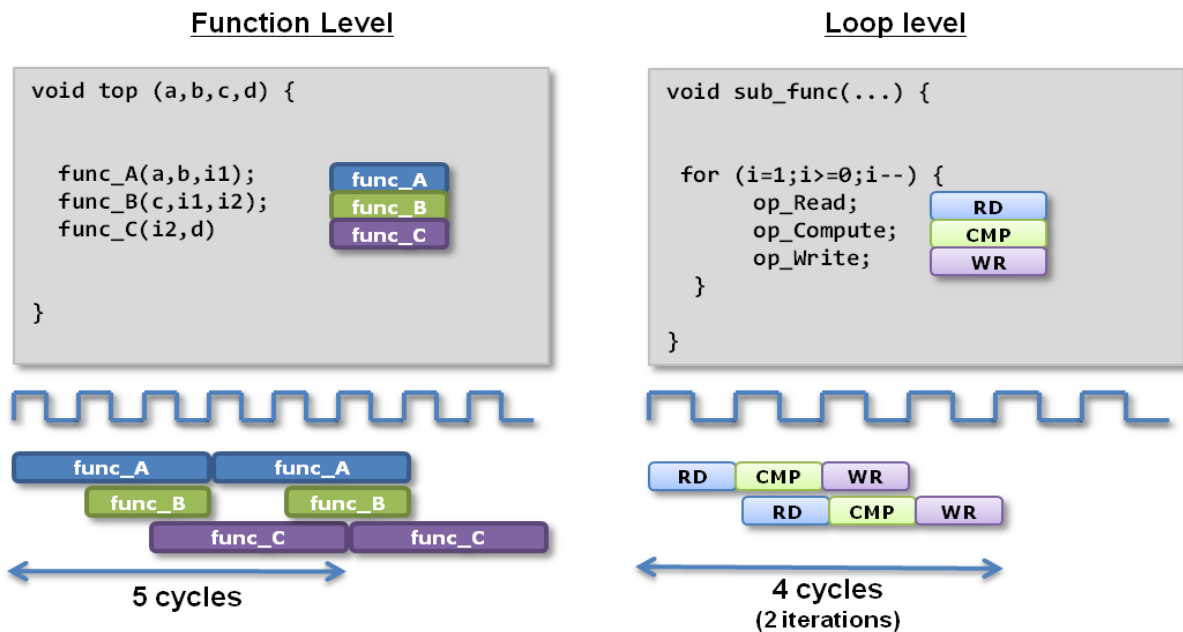 Function Level
void top (a,b,c,d) {
func_A(a,b,i1);
func_B(c,i1,i2);
func_C(i2,d)
}
func_A
func_B
func_C
func_A func_A
func_B func_B
func_C func_C
5 cycles
Loop level
void sub_func(...) {
for (i=1;i>=0;i--) {
op_Read;
op_Compute;
op_Write;
}
}
RD
CMP
WR
RD CMP WR
RD CMP WR
4 cycles
(2 iterations)